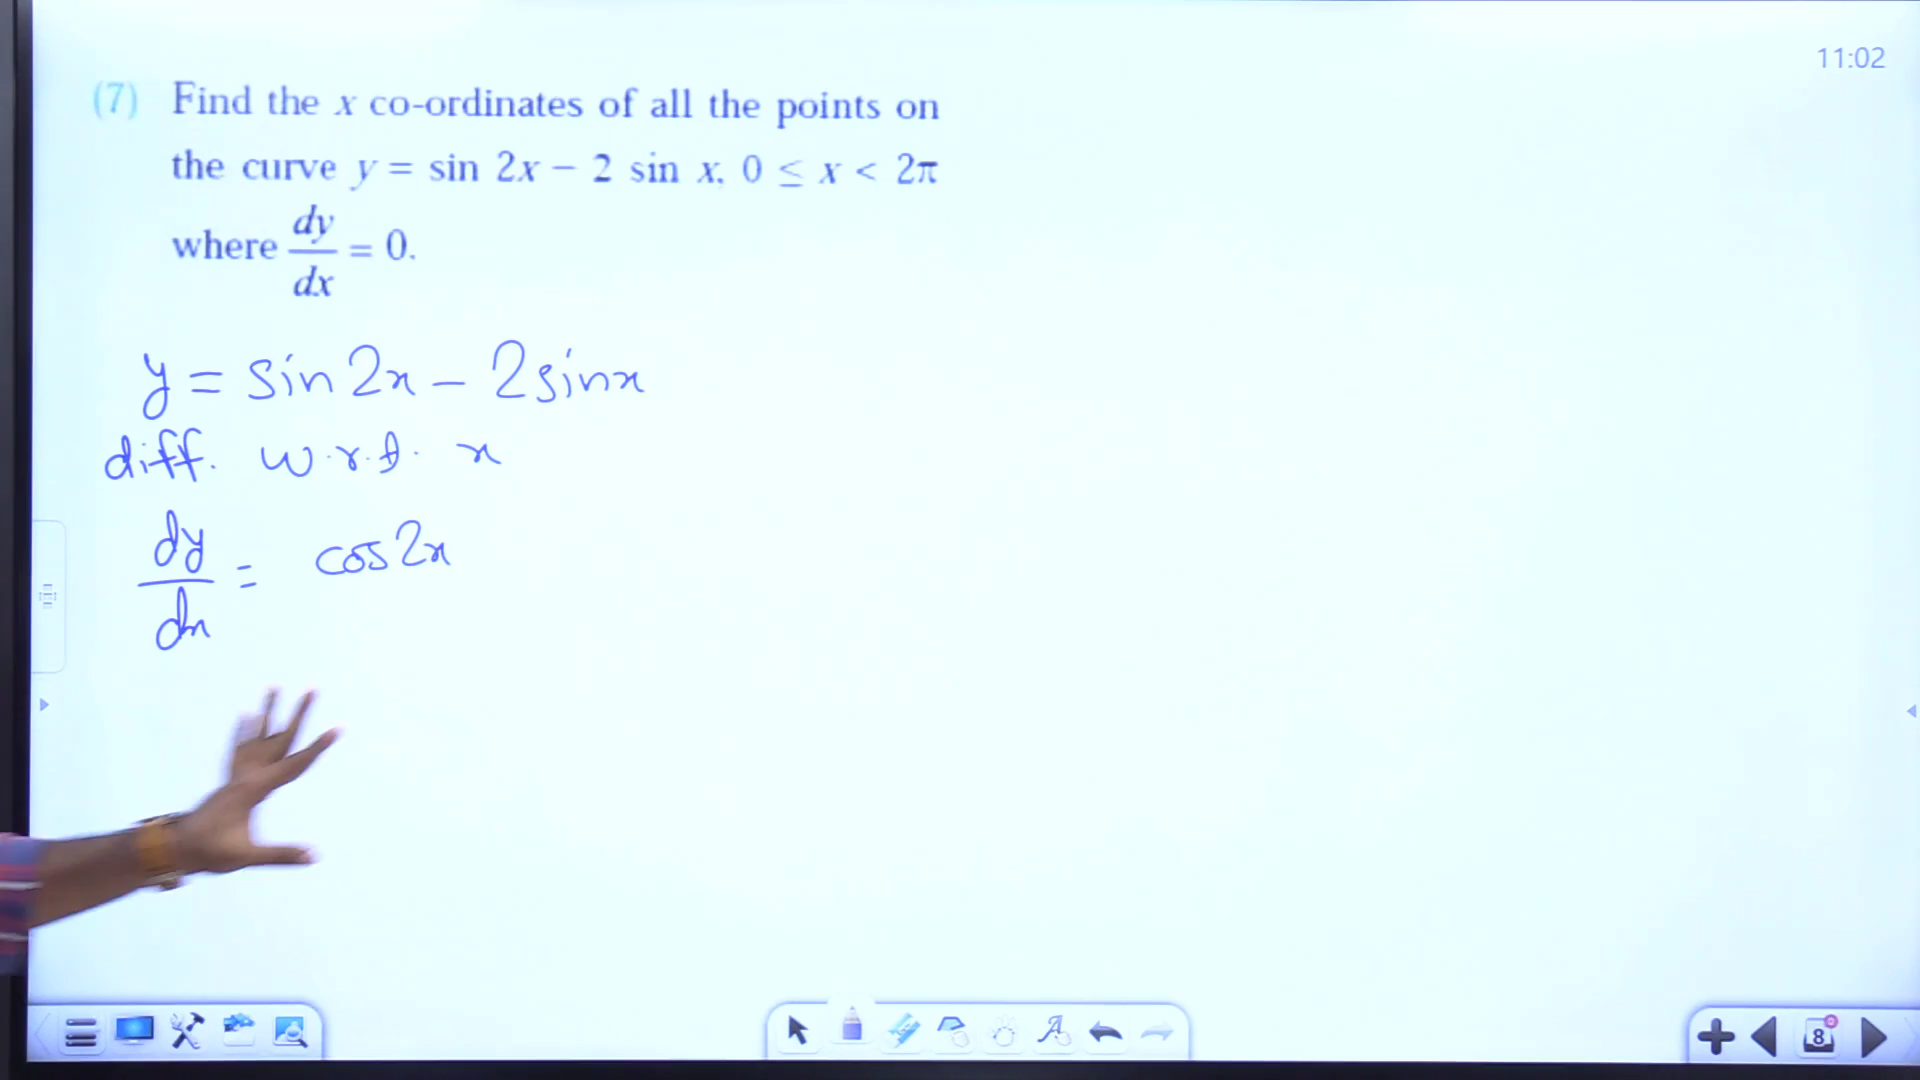 11:02
(7) Find the x co-ordinates of all the points on
the curve y = sin 2x − 2 sin x, 0 ≤ x < 2π
where dy/dx = 0.
y = sin 2x − 2 sin x
diff. w.r.t. x
dy/dx = cos 2x
8